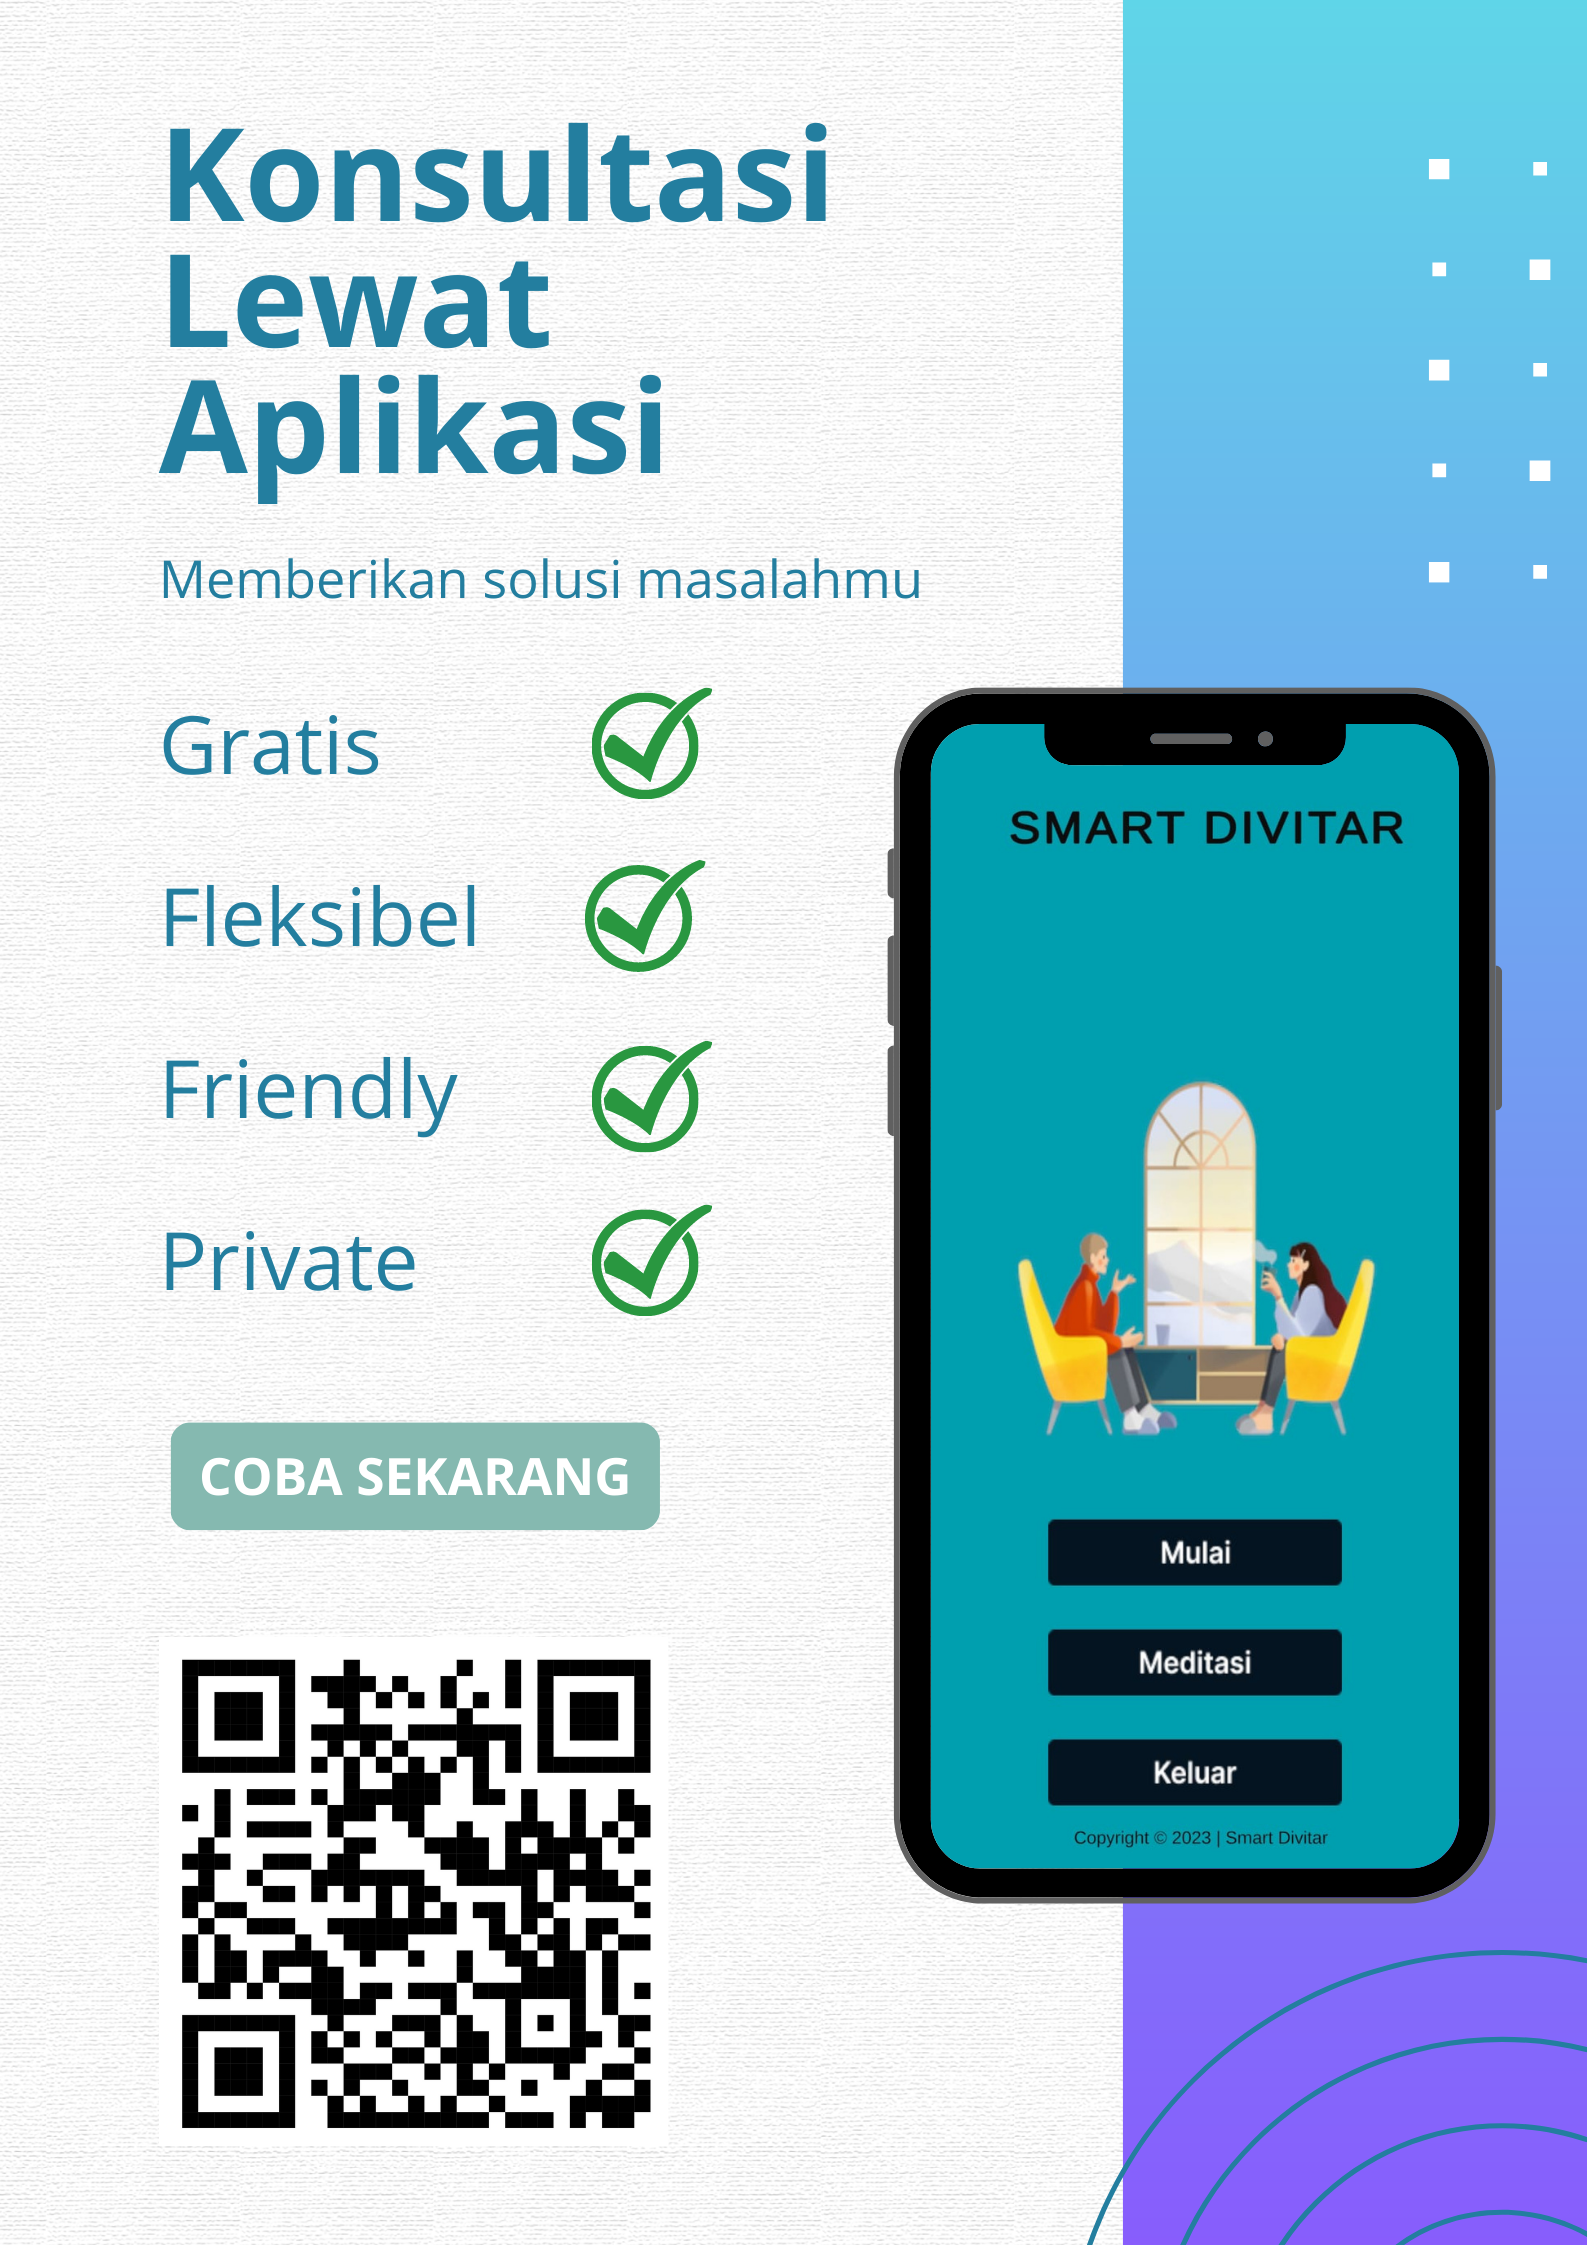 Konsultasi
Lewat
Aplikasi
Memberikan solusi masalahmu
Gratis
Fleksibel
Friendly
Private
COBA SEKARANG
SMART DIVITAR
Mulai
Meditasi
Keluar
Copyright © 2023 | Smart Divitar